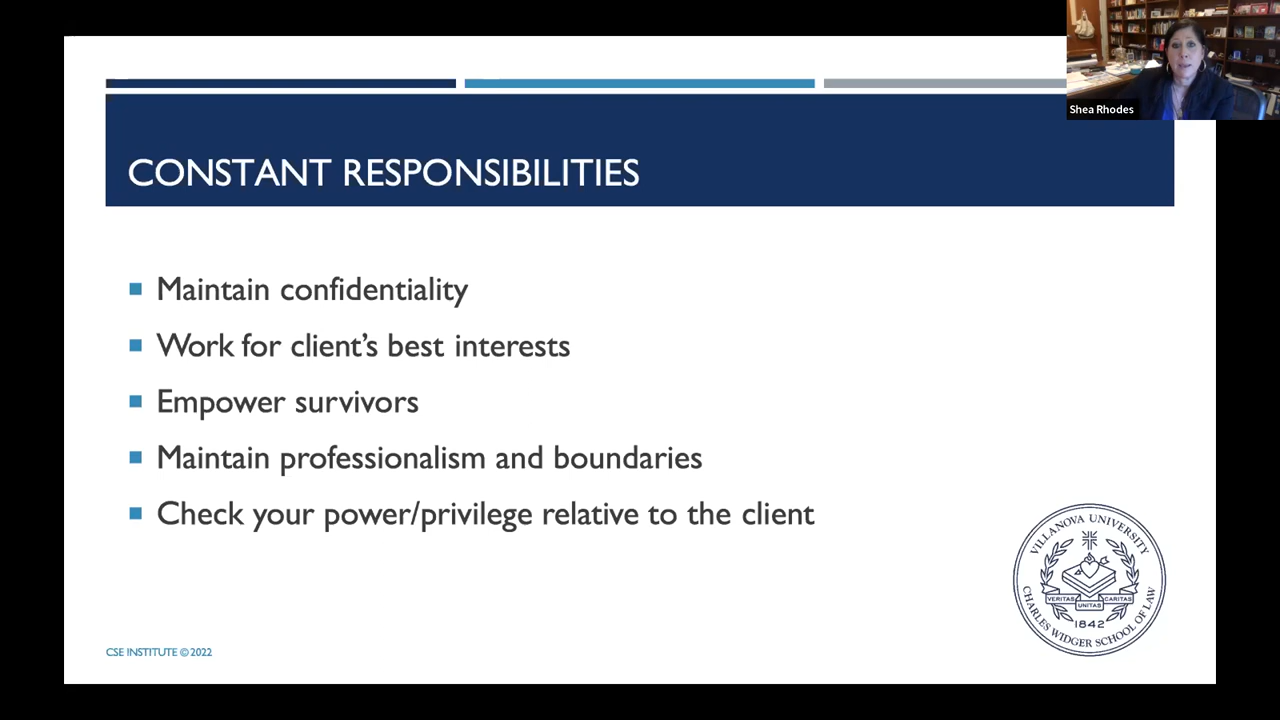 Shea Rhodes
CONSTANT RESPONSIBILITIES
Maintain confidentiality
Work for client's best interests
Empower survivors
Maintain professionalism and boundaries
Check your power/privilege relative to the client
VILLANOVA UNIVERSITY
VERITAS
UNITAS
CARITAS
1842
CHARLES WIDGER SCHOOL OF LAW
CSE INSTITUTE © 2022